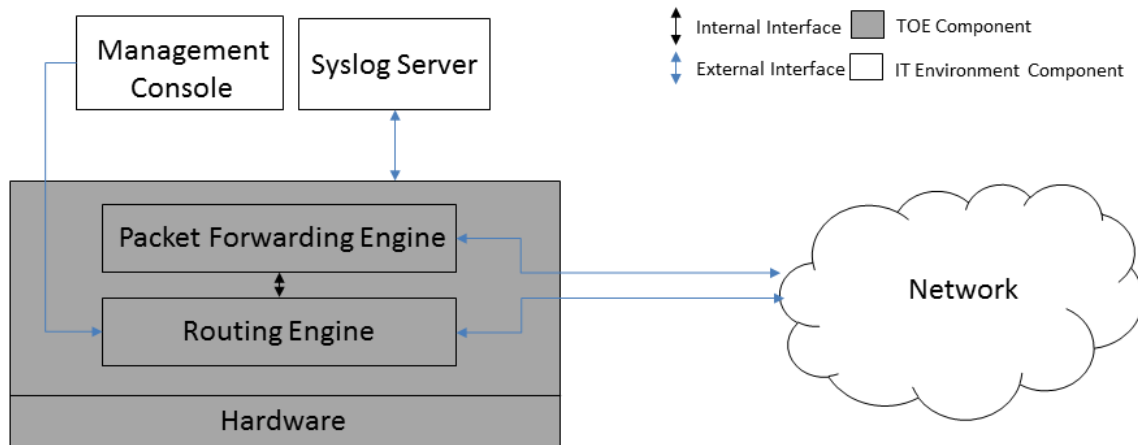 Management
Console
Syslog Server
Internal Interface
TOE Component
External Interface
IT Environment Component
Packet Forwarding Engine
Routing Engine
Network
Hardware